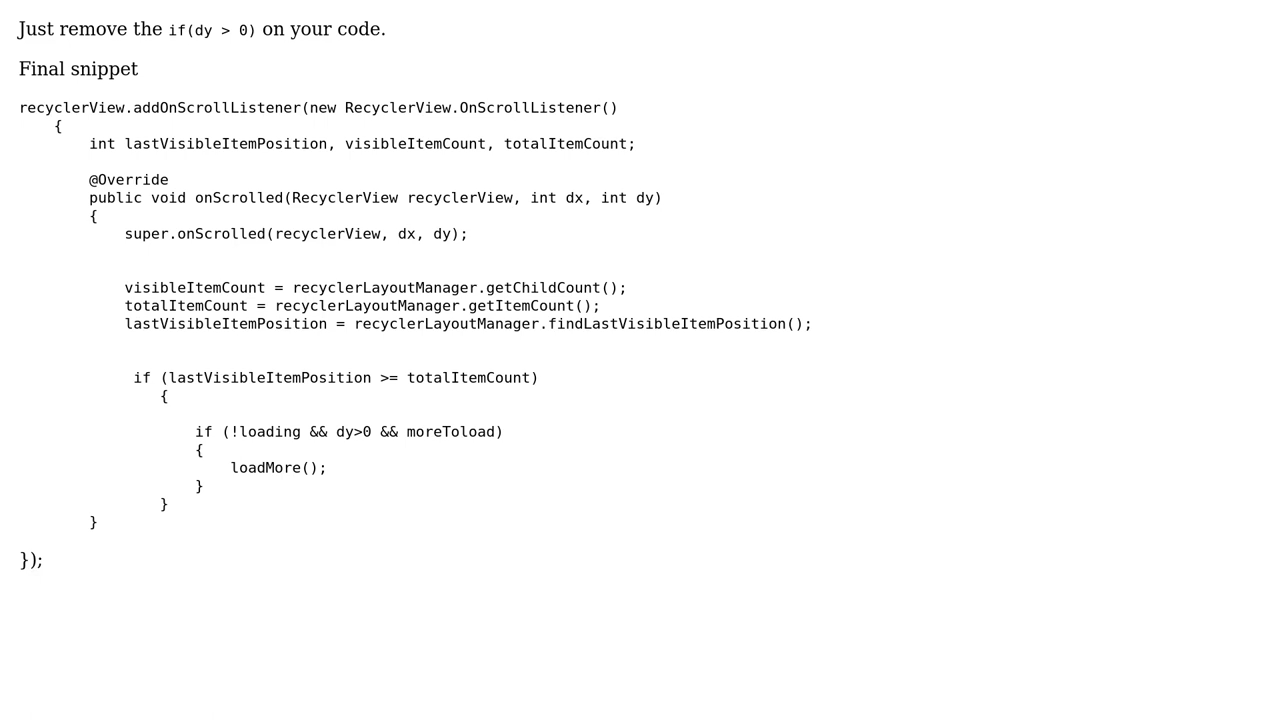 Just remove the if(dy > 0) on your code.
Final snippet
recyclerView.addOnScrollListener(new RecyclerView.OnScrollListener()
    {
        int lastVisibleItemPosition, visibleItemCount, totalItemCount;

        @Override
        public void onScrolled(RecyclerView recyclerView, int dx, int dy)
        {
            super.onScrolled(recyclerView, dx, dy);


            visibleItemCount = recyclerLayoutManager.getChildCount();
            totalItemCount = recyclerLayoutManager.getItemCount();
            lastVisibleItemPosition = recyclerLayoutManager.findLastVisibleItemPosition();


             if (lastVisibleItemPosition >= totalItemCount)
                {

                    if (!loading && dy>0 && moreToload)
                    {
                        loadMore();
                    }
                }
        }
});